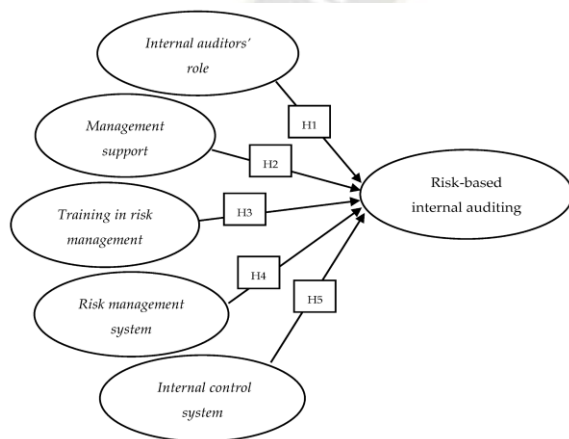 Internal auditors'
role
H1
Management
support
H2
Risk-based
internal auditing
Training in risk
management
H3
Risk management
system
H4
Internal control
system
H5